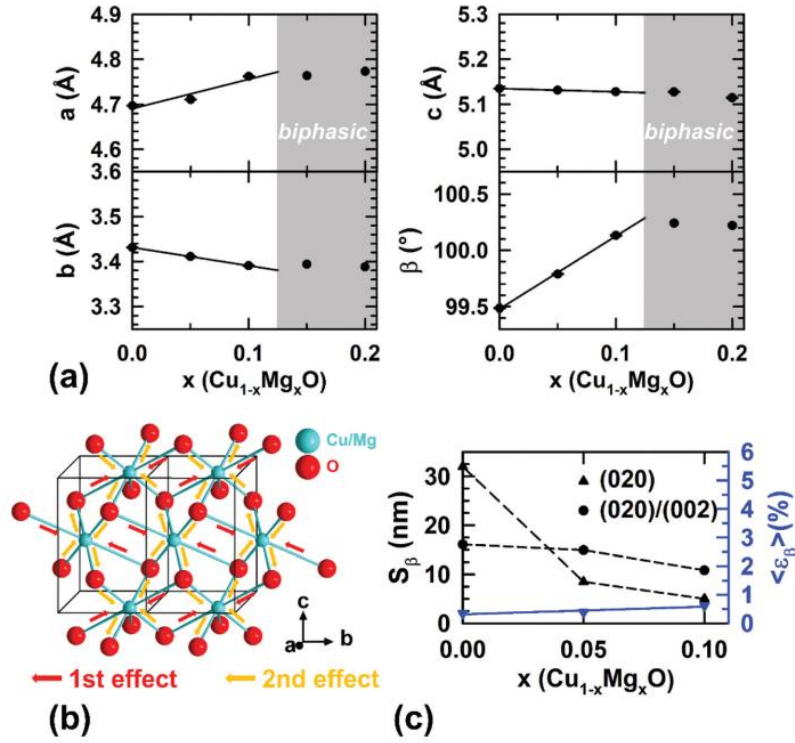 a (Å)
4.9
4.8
4.7
4.6
3.6
biphasic
b (Å)
3.5
3.4
3.3
0.0 0.1 0.2
x (Cu1-xMgxO)
c (Å)
5.3
5.2
5.1
5.0
biphasic
β (°)
100.5
100.0
99.5
0.0 0.1 0.2
x (Cu1-xMgxO)
(a)
Cu/Mg
O
c
a b
1st effect 2nd effect
(b)
Sβ (nm)
30
20
10
0
(020)
(020)/(002)
6
5
4
3
2
1
0
<εβ>(%)
0.00 0.05 0.10
x (Cu1-xMgxO)
(c)